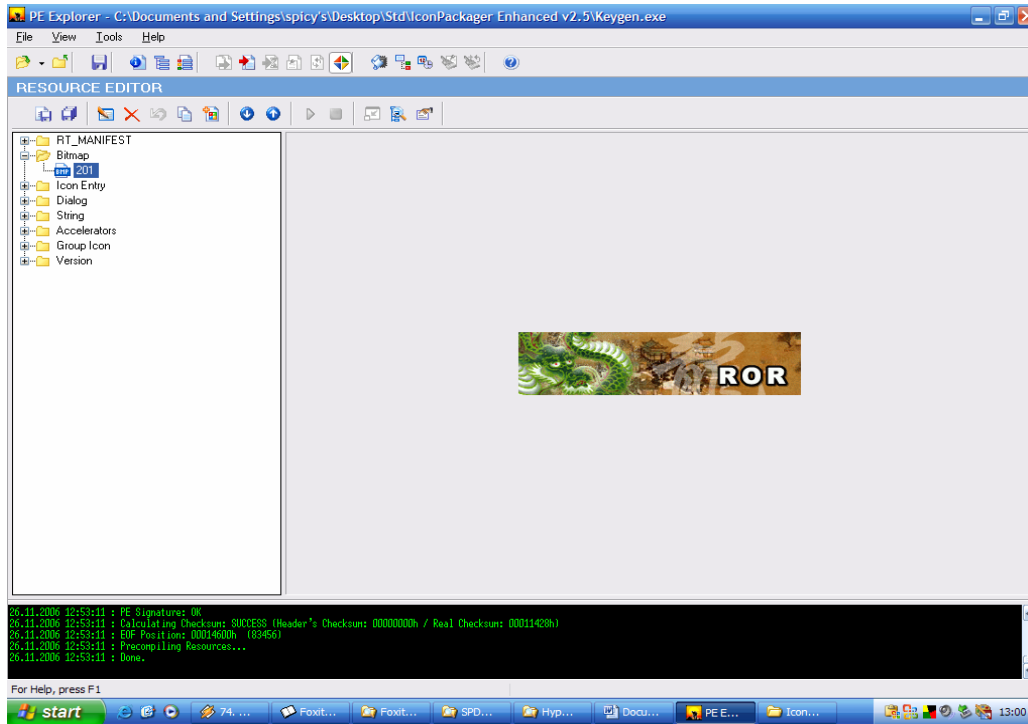 PE Explorer - C:\Documents and Settings\spicy's\Desktop\Std\IconPackager Enhanced v2.5\Keygen.exe
File View Tools Help
RESOURCE EDITOR
RT_MANIFEST
Bitmap
BMP 201
Icon Entry
Dialog
String
Accelerators
Group Icon
Version
ROR
26.11.2006 12:53:11 : PE Signature: OK
26.11.2006 12:53:11 : Calculating Checksum: SUCCESS (Header's Checksum: 00000000h / Real Checksum: 00011428h)
26.11.2006 12:53:11 : EOF Position: 00014600h (83456)
26.11.2006 12:53:11 : Precompiling Resources...
26.11.2006 12:53:11 : Done.
For Help, press F1
start 74. ... Foxit... Foxit... SPD... Hyp... Docu... PE E... Icon... 13:00